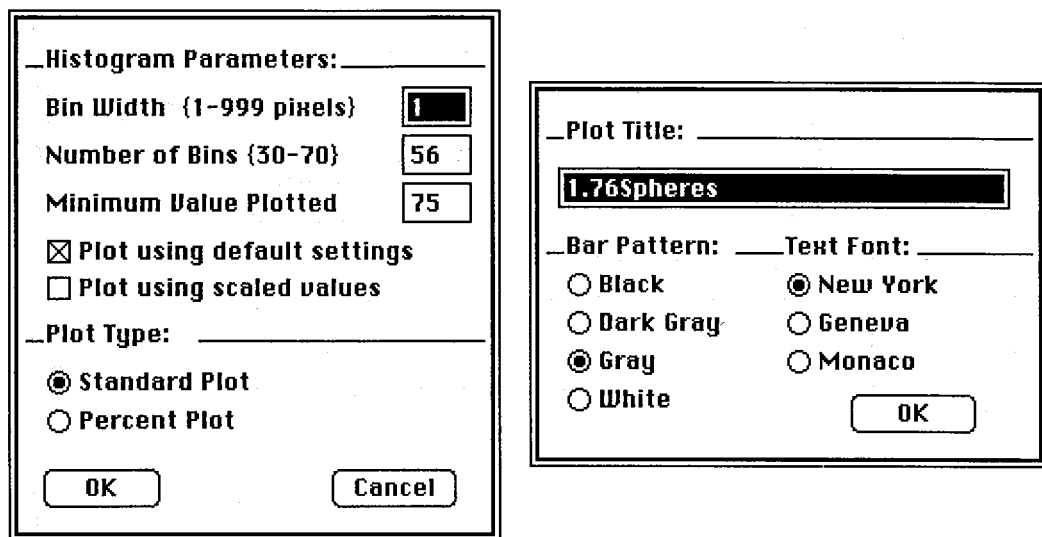 Histogram Parameters:
Bin Width {1-999 pixels} 1
Number of Bins {30-70} 56
Minimum Value Plotted 75
Plot using default settings
Plot using scaled values
Plot Type:
Standard Plot
Percent Plot
OK Cancel
Plot Title:
1.76Spheres
Bar Pattern: Text Font:
Black New York
Dark Gray Geneva
Gray Monaco
White
OK